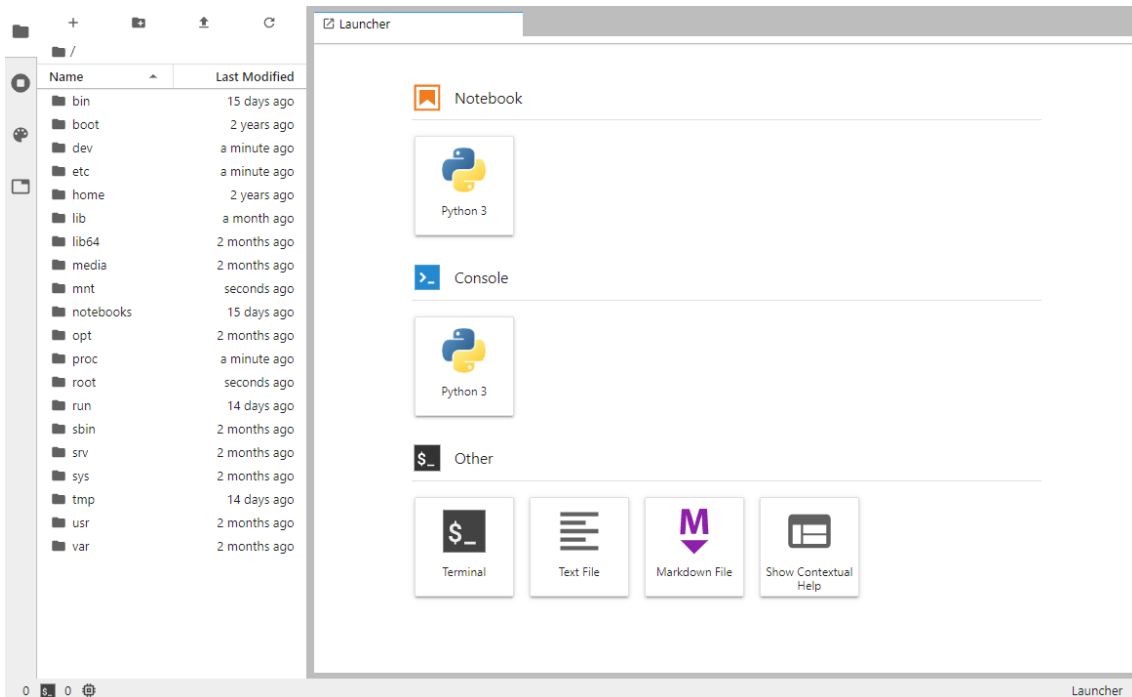 Launcher
/
Name Last Modified
bin 15 days ago
boot 2 years ago
dev a minute ago
etc a minute ago
home 2 years ago
lib a month ago
lib64 2 months ago
media 2 months ago
mnt seconds ago
notebooks 15 days ago
opt 2 months ago
proc a minute ago
root seconds ago
run 14 days ago
sbin 2 months ago
srv 2 months ago
sys 2 months ago
tmp 14 days ago
usr 2 months ago
var 2 months ago
Notebook
Python 3
Console
Python 3
$_ Other
$_
Terminal
Text File
M
Markdown File
Show Contextual
Help
0 $_ 0
Launcher